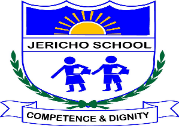 JERICHO SCHOOL
COMPETENCE & DIGNITY